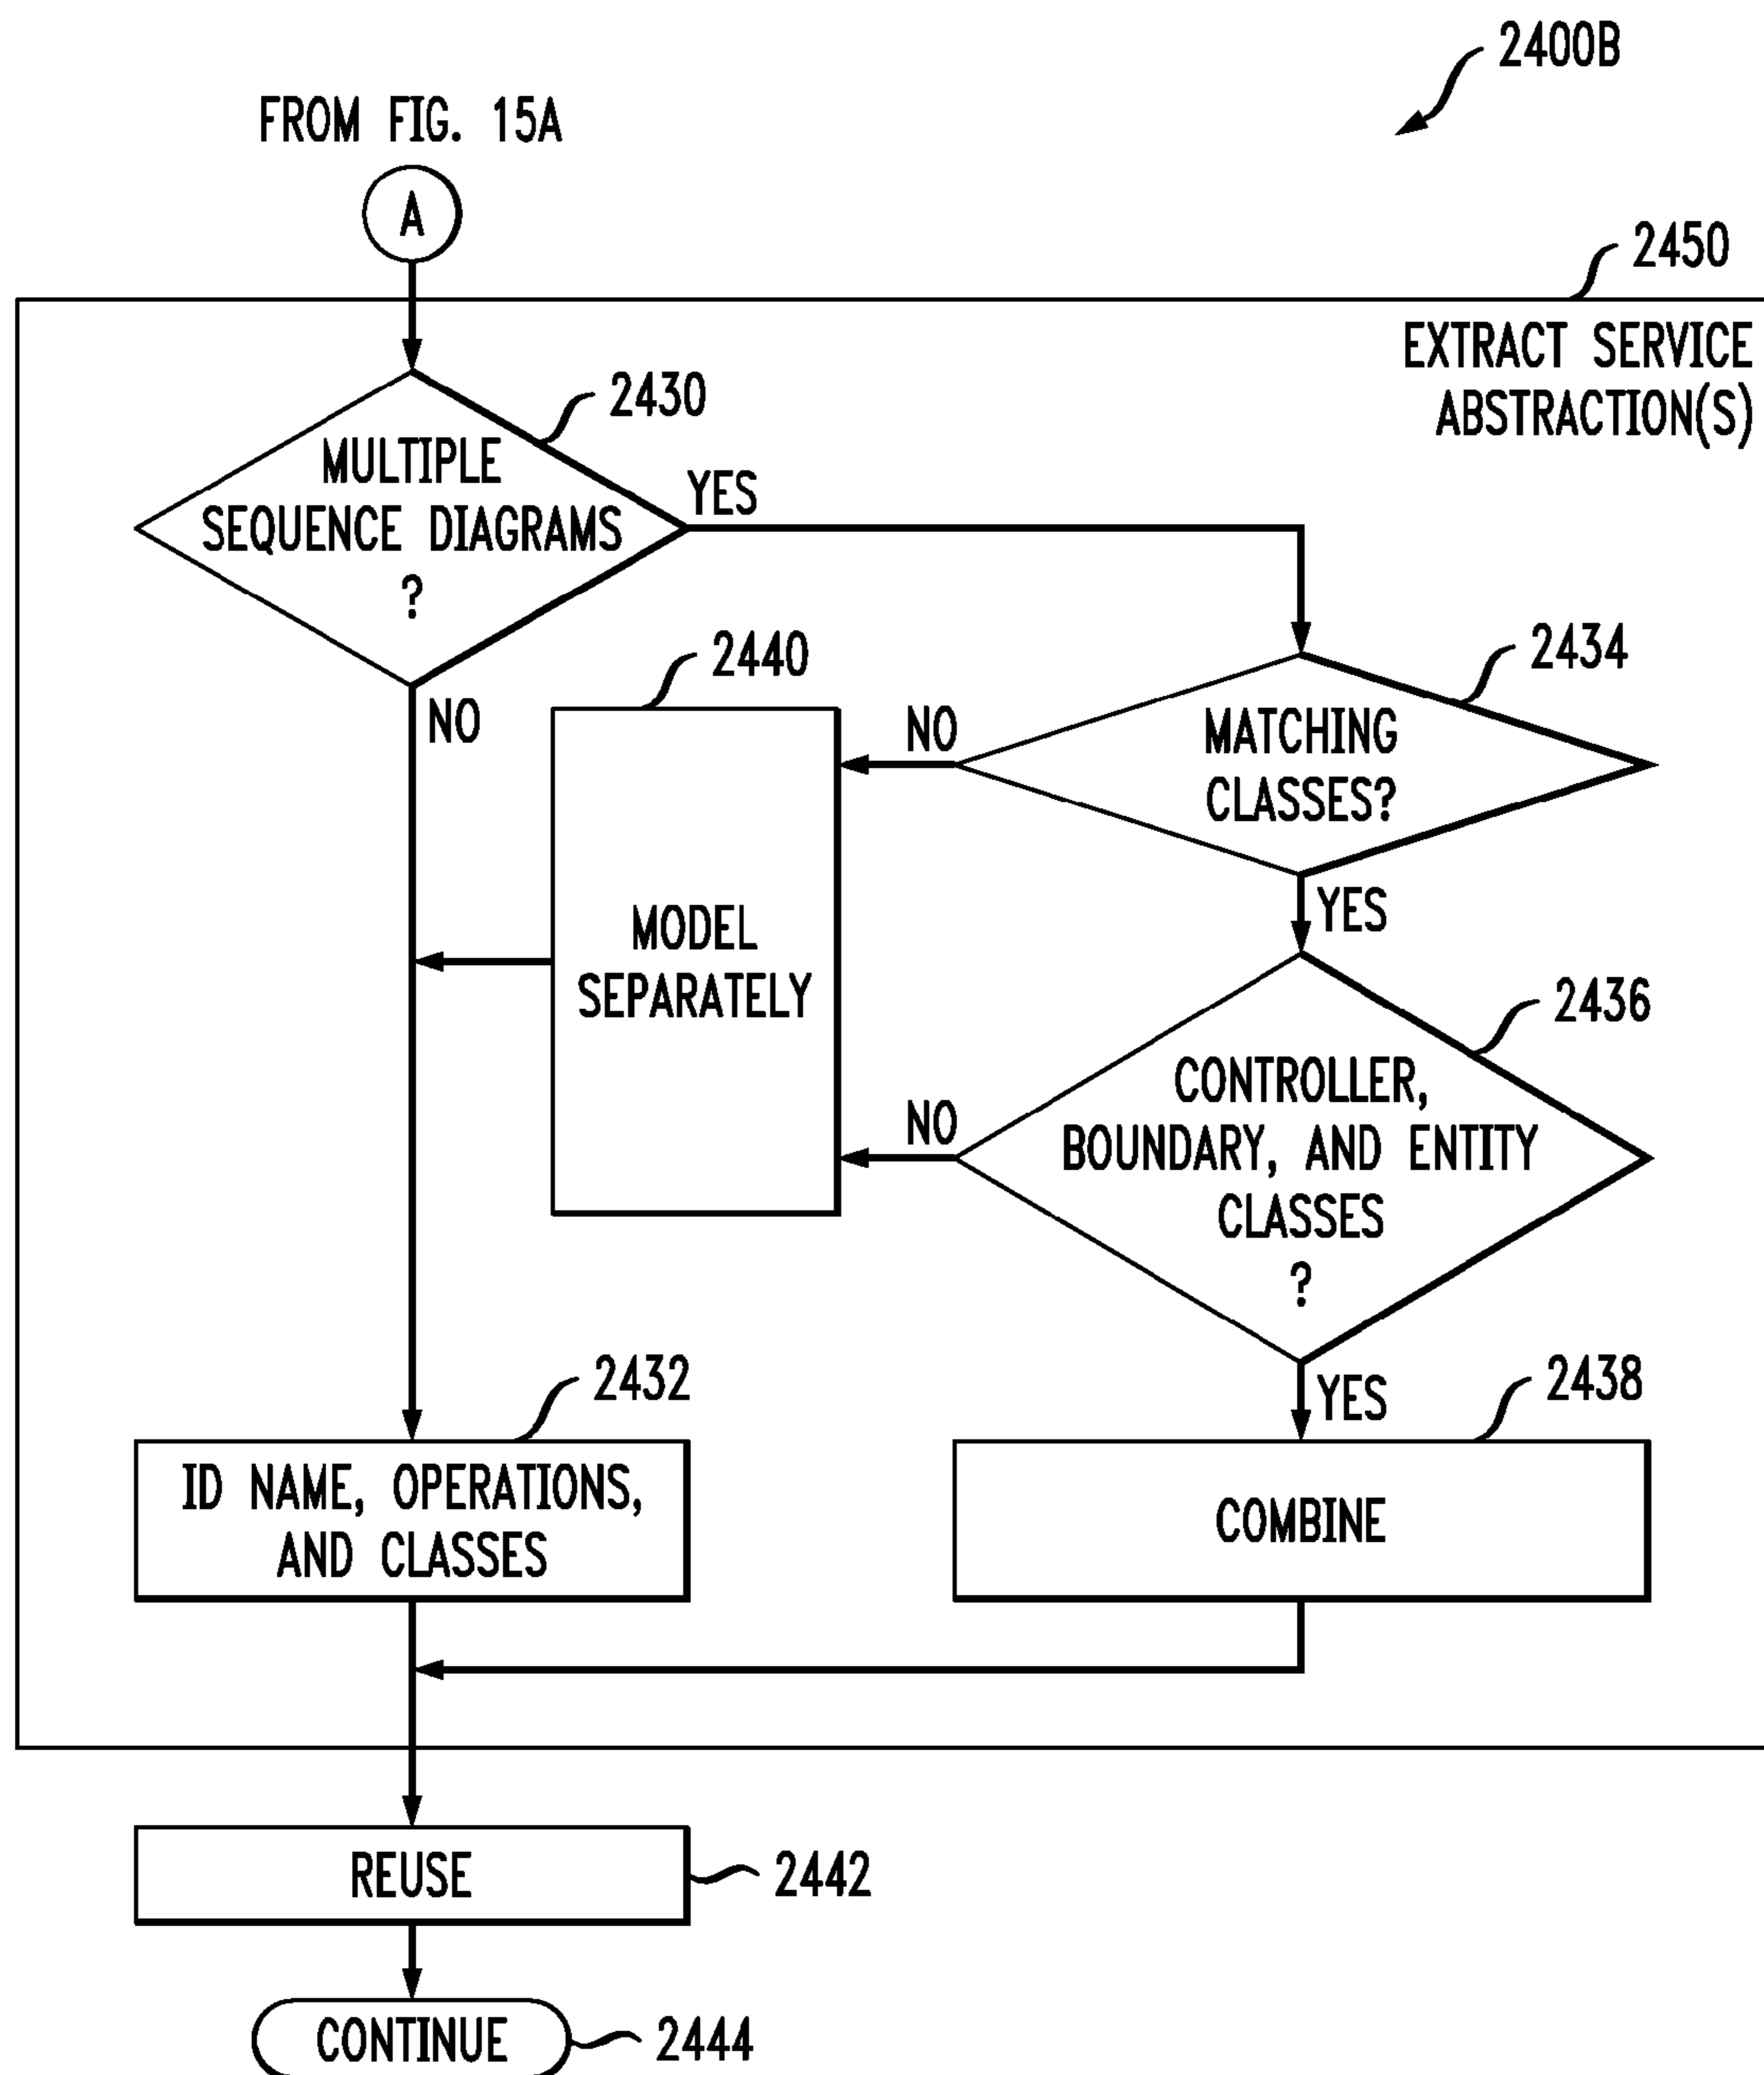 2400B
FROM FIG. 15A
A
2450
EXTRACT SERVICE
ABSTRACTION(S)
2430
MULTIPLE
SEQUENCE DIAGRAMS
?
YES
NO
2434
MATCHING
CLASSES?
NO
YES
2440
MODEL
SEPARATELY
2436
CONTROLLER,
BOUNDARY, AND ENTITY
CLASSES
?
NO
YES
2432
ID NAME, OPERATIONS,
AND CLASSES
2438
COMBINE
REUSE
2442
CONTINUE
2444